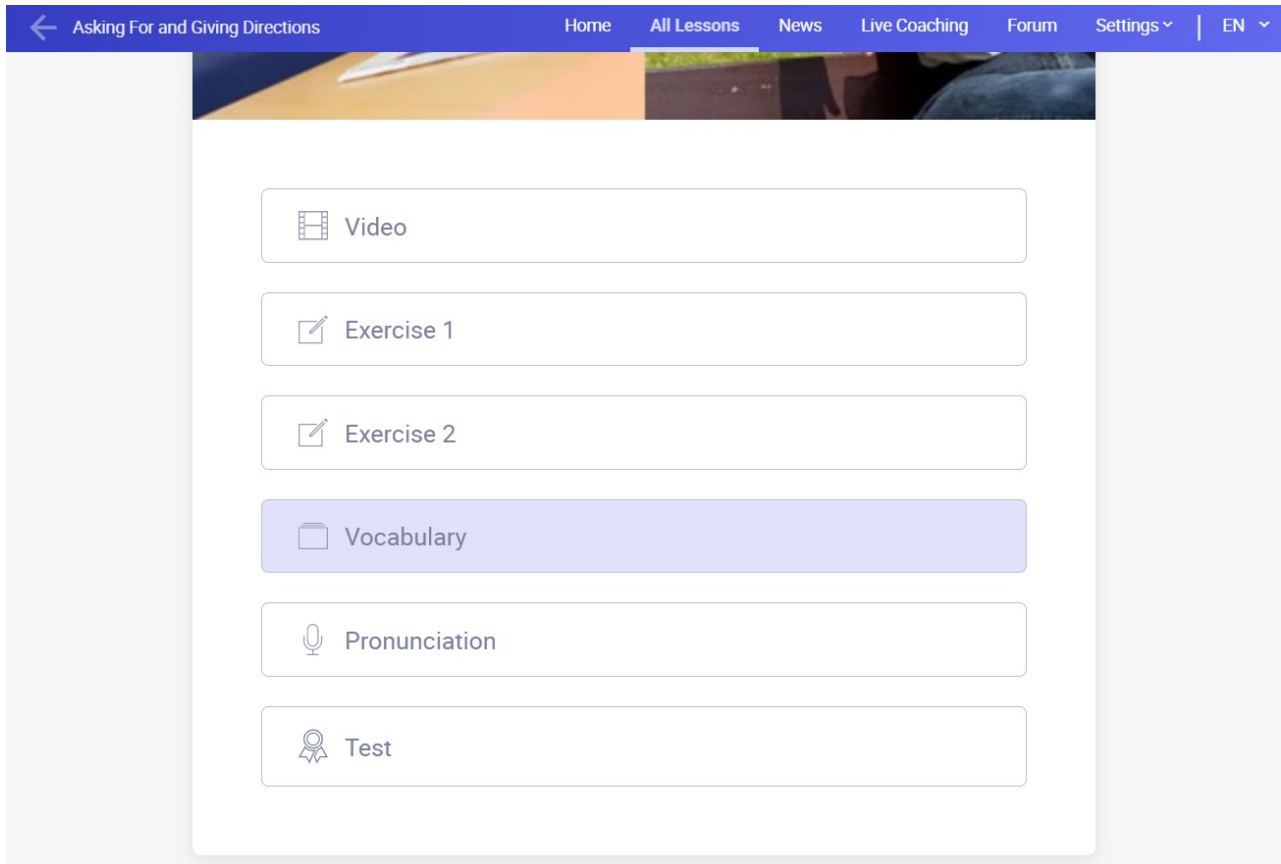 Asking For and Giving Directions Home All Lessons News Live Coaching Forum Settings | EN
Video
Exercise 1
Exercise 2
Vocabulary
Pronunciation
Test